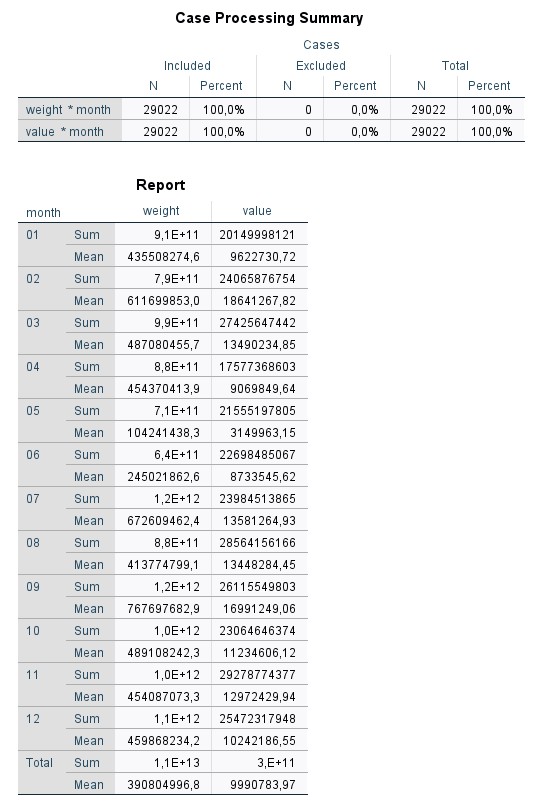 Case Processing Summary
Cases
Included Excluded Total
N Percent N Percent N Percent
weight * month 29022 100,0% 0 0,0% 29022 100,0%
value * month 29022 100,0% 0 0,0% 29022 100,0%
Report
month weight value
01 Sum 9,1E+11 20149998121
Mean 435508274,6 9622730,72
02 Sum 7,9E+11 24065876754
Mean 611699853,0 18641267,82
03 Sum 9,9E+11 27425647442
Mean 487080455,7 13490234,85
04 Sum 8,8E+11 17577368603
Mean 454370413,9 9069849,64
05 Sum 7,1E+11 21555197805
Mean 104241438,3 3149963,15
06 Sum 6,4E+11 22698485067
Mean 245021862,6 8733545,62
07 Sum 1,2E+12 23984513865
Mean 672609462,4 13581264,93
08 Sum 8,8E+11 28564156166
Mean 413774799,1 13448284,45
09 Sum 1,2E+12 26115549803
Mean 767697682,9 16991249,06
10 Sum 1,0E+12 23064646374
Mean 489108242,3 11234606,12
11 Sum 1,0E+12 29278774377
Mean 454087073,3 12972429,94
12 Sum 1,1E+12 25472317948
Mean 459868234,2 10242186,55
Total Sum 1,1E+13 3,E+11
Mean 390804996,8 9990783,97